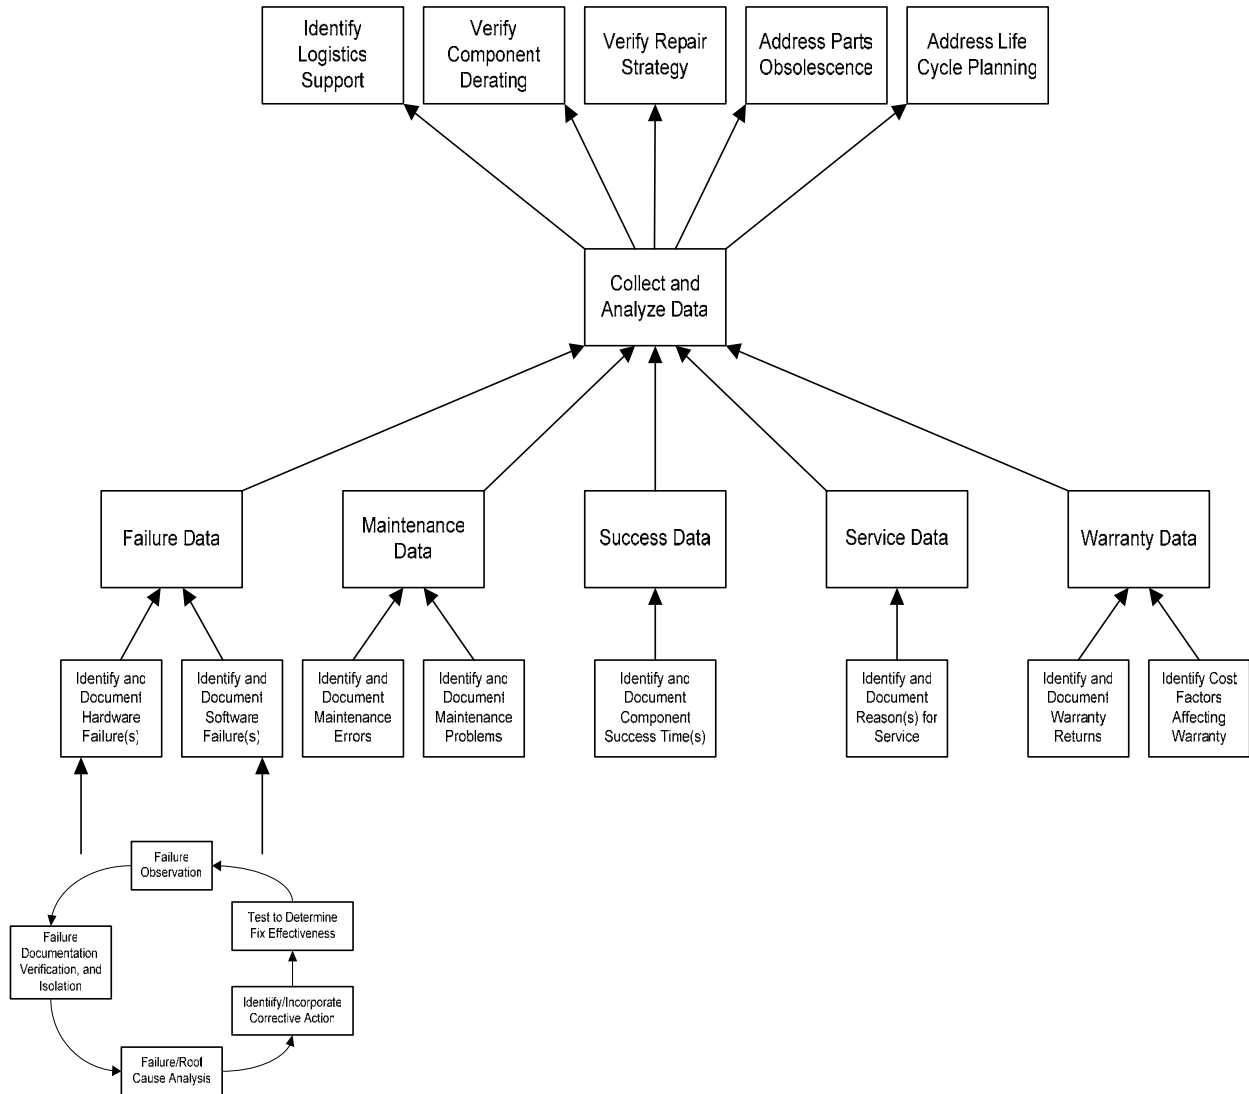 Identify
Logistics
Support
Verify
Component
Derating
Verify Repair
Strategy
Address Parts
Obsolescence
Address Life
Cycle Planning
Collect and
Analyze Data
Failure Data
Maintenance
Data
Success Data
Service Data
Warranty Data
Identify and
Document
Hardware
Failure(s)
Identify and
Document
Software
Failure(s)
Identify and
Document
Maintenance
Errors
Identify and
Document
Maintenance
Problems
Identify and
Document
Component
Success Time(s)
Identify and
Document
Reason(s) for
Service
Identify and
Document
Warranty
Returns
Identify Cost
Factors
Affecting
Warranty
Failure
Observation
Test to Determine
Fix Effectiveness
Failure
Documentation
Verification, and
Isolation
Identiify/Incorporate
Corrective Action
Failure/Root
Cause Analysis